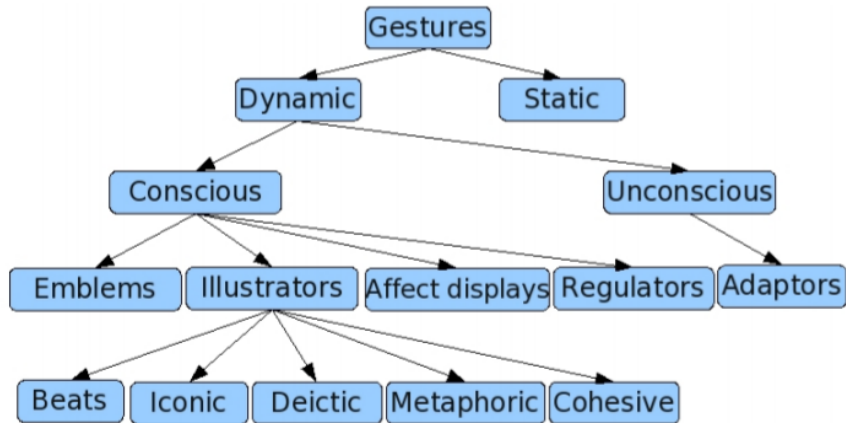 Gestures
Dynamic
Static
Conscious
Unconscious
Emblems
Illustrators
Affect displays
Regulators
Adaptors
Beats
Iconic
Deictic
Metaphoric
Cohesive